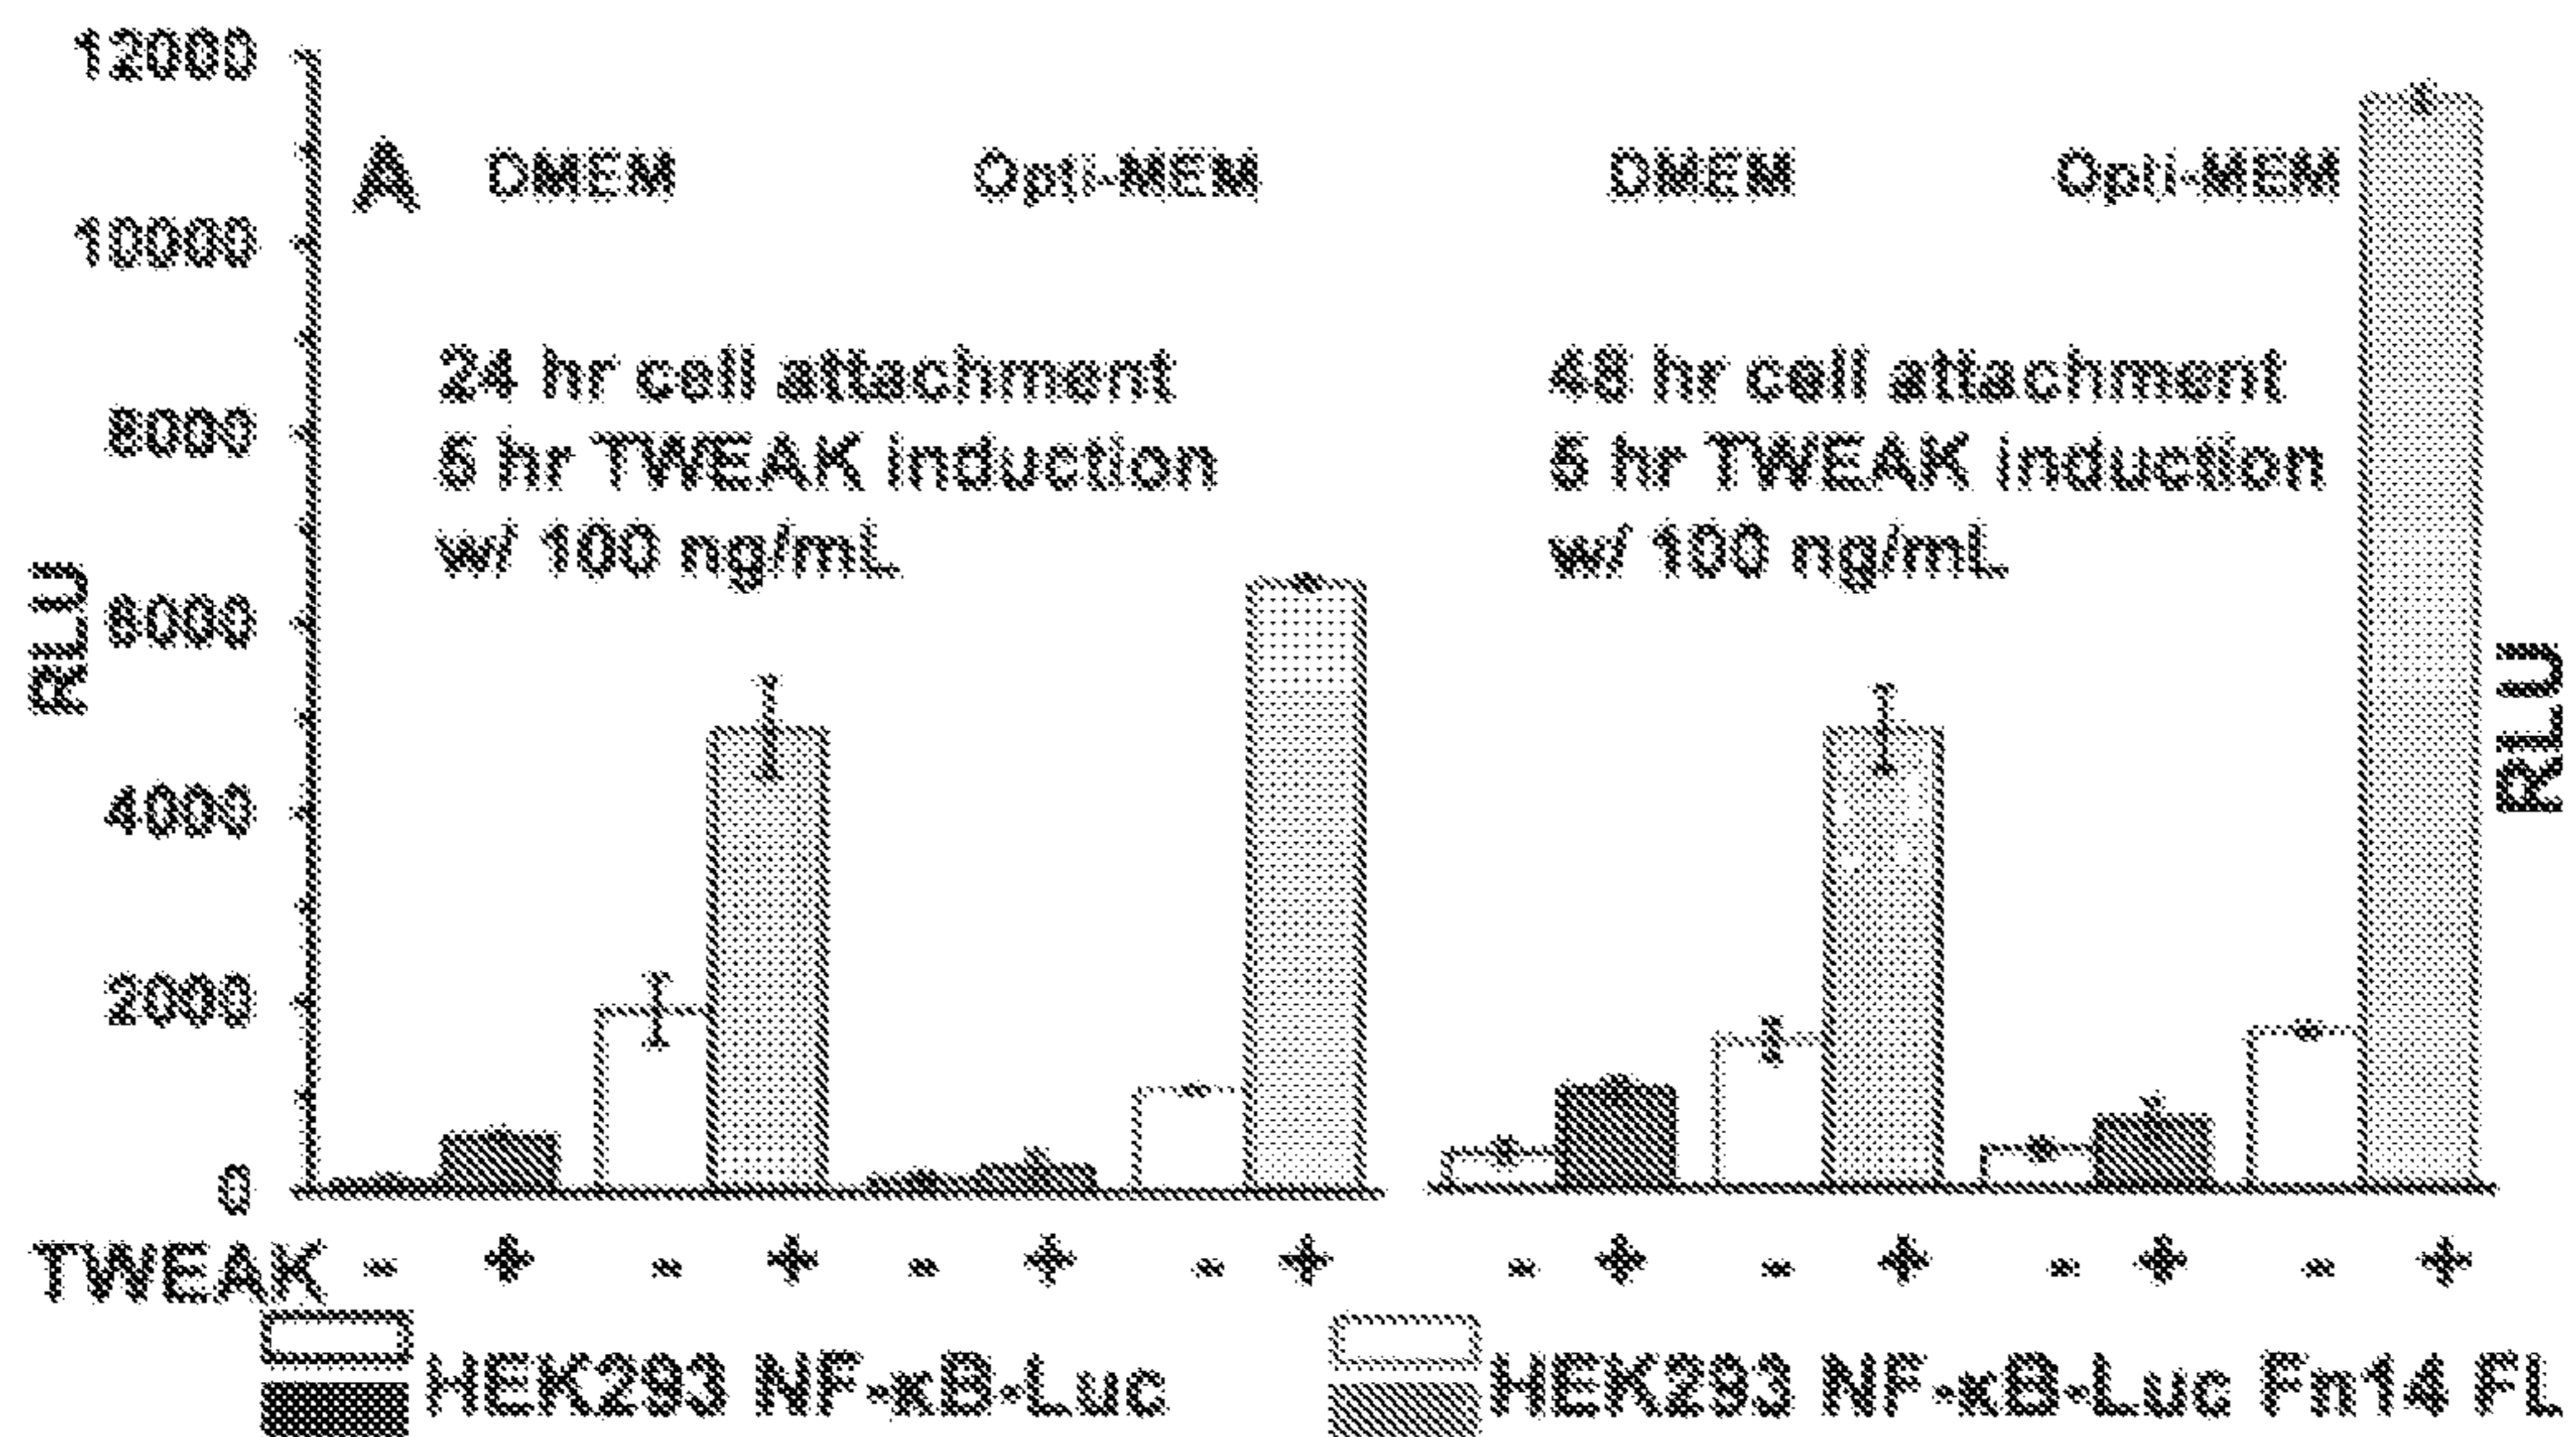 12000
10000
8000
6000
4000
2000
0
RLU
A DMEM Opti-MEM DMEM Opti-MEM
24 hr cell attachment
5 hr TWEAK induction
w/ 100 ng/mL
48 hr cell attachment
5 hr TWEAK induction
w/ 100 ng/mL
RLU
TWEAK - + - + - + - + - + - + - + - +
HEK293 NF-κB-Luc
HEK293 NF-κB-Luc Fn14 FL